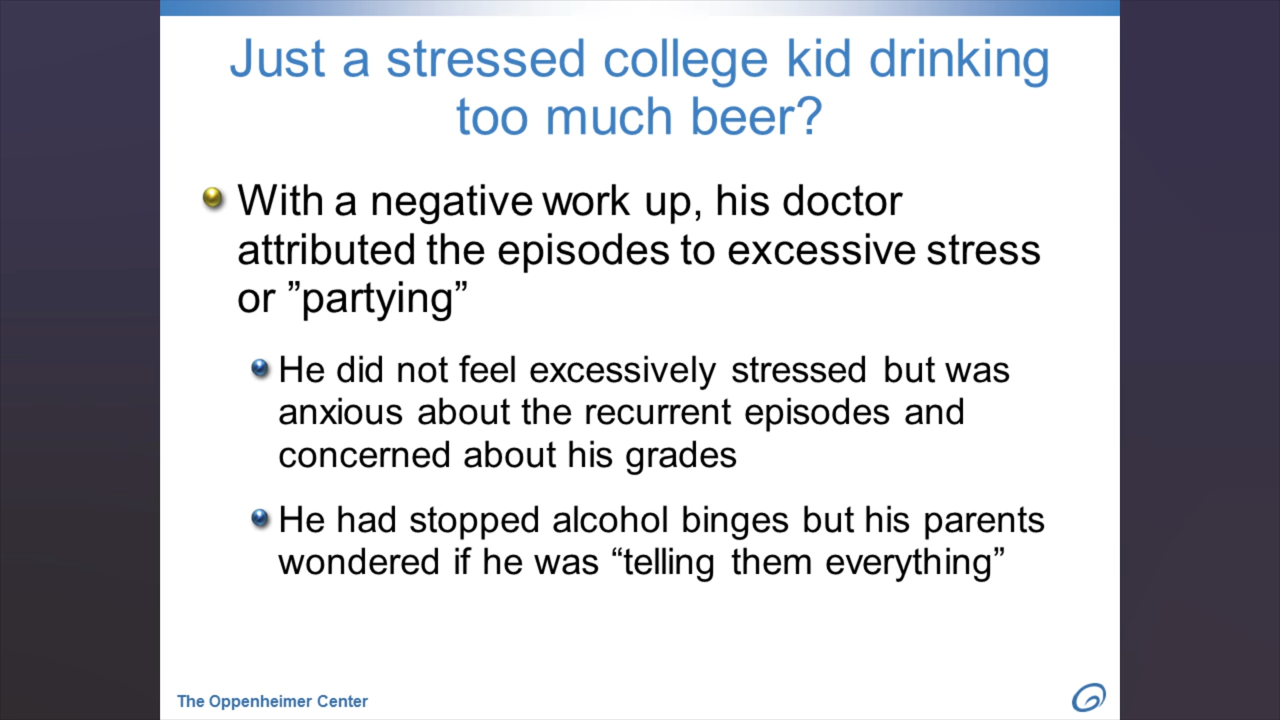 Just a stressed college kid drinking
too much beer?
With a negative work up, his doctor
attributed the episodes to excessive stress
or ”partying”
He did not feel excessively stressed but was
anxious about the recurrent episodes and
concerned about his grades
He had stopped alcohol binges but his parents
wondered if he was “telling them everything”
The Oppenheimer Center